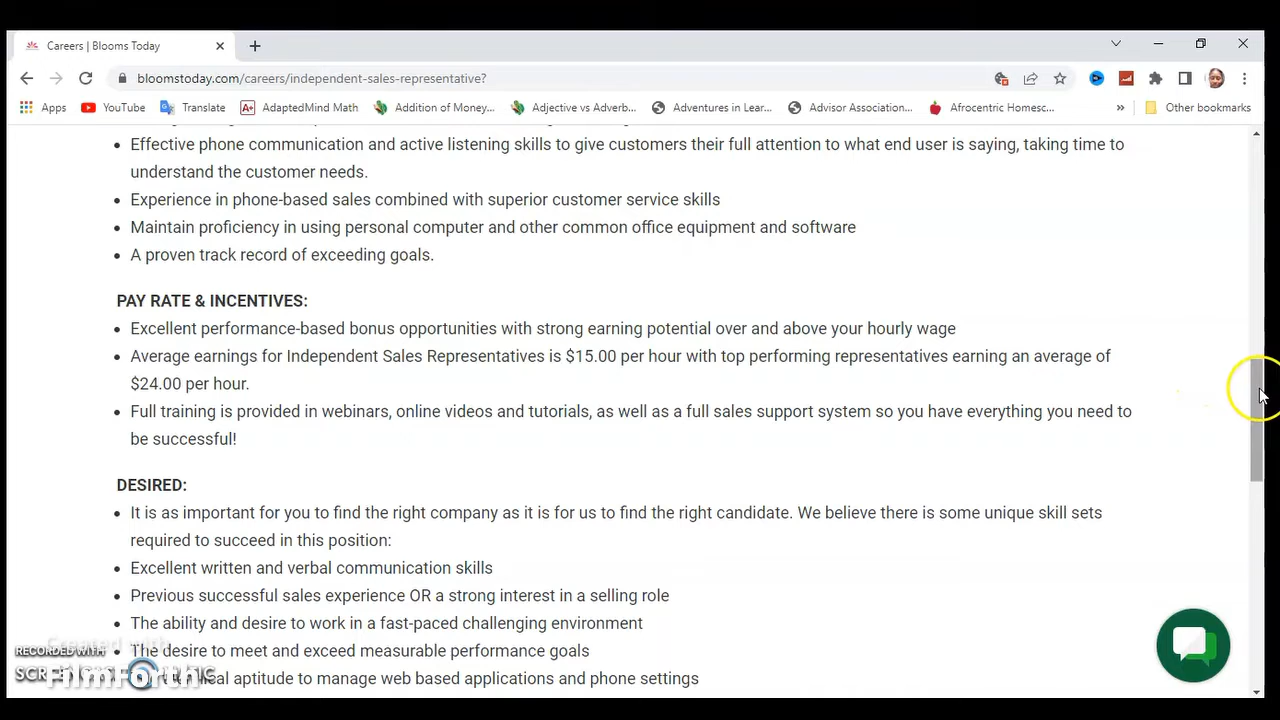 Careers | Blooms Today
bloomstoday.com/careers/independent-sales-representative?
Apps YouTube Translate A+ AdaptedMind Math Addition of Money... Adjective vs Adverb... Adventures in Lear... Advisor Association... Afrocentric Homesc... » Other bookmarks
• Effective phone communication and active listening skills to give customers their full attention to what end user is saying, taking time to
understand the customer needs.
• Experience in phone-based sales combined with superior customer service skills
• Maintain proficiency in using personal computer and other common office equipment and software
• A proven track record of exceeding goals.
PAY RATE & INCENTIVES:
• Excellent performance-based bonus opportunities with strong earning potential over and above your hourly wage
• Average earnings for Independent Sales Representatives is $15.00 per hour with top performing representatives earning an average of
$24.00 per hour.
• Full training is provided in webinars, online videos and tutorials, as well as a full sales support system so you have everything you need to
be successful!
DESIRED:
• It is as important for you to find the right company as it is for us to find the right candidate. We believe there is some unique skill sets
required to succeed in this position:
• Excellent written and verbal communication skills
• Previous successful sales experience OR a strong interest in a selling role
• The ability and desire to work in a fast-paced challenging environment
Created with
• The desire to meet and exceed measurable performance goals
RECORDED WITH
FilmForth
aptitude to manage web based applications and phone settings